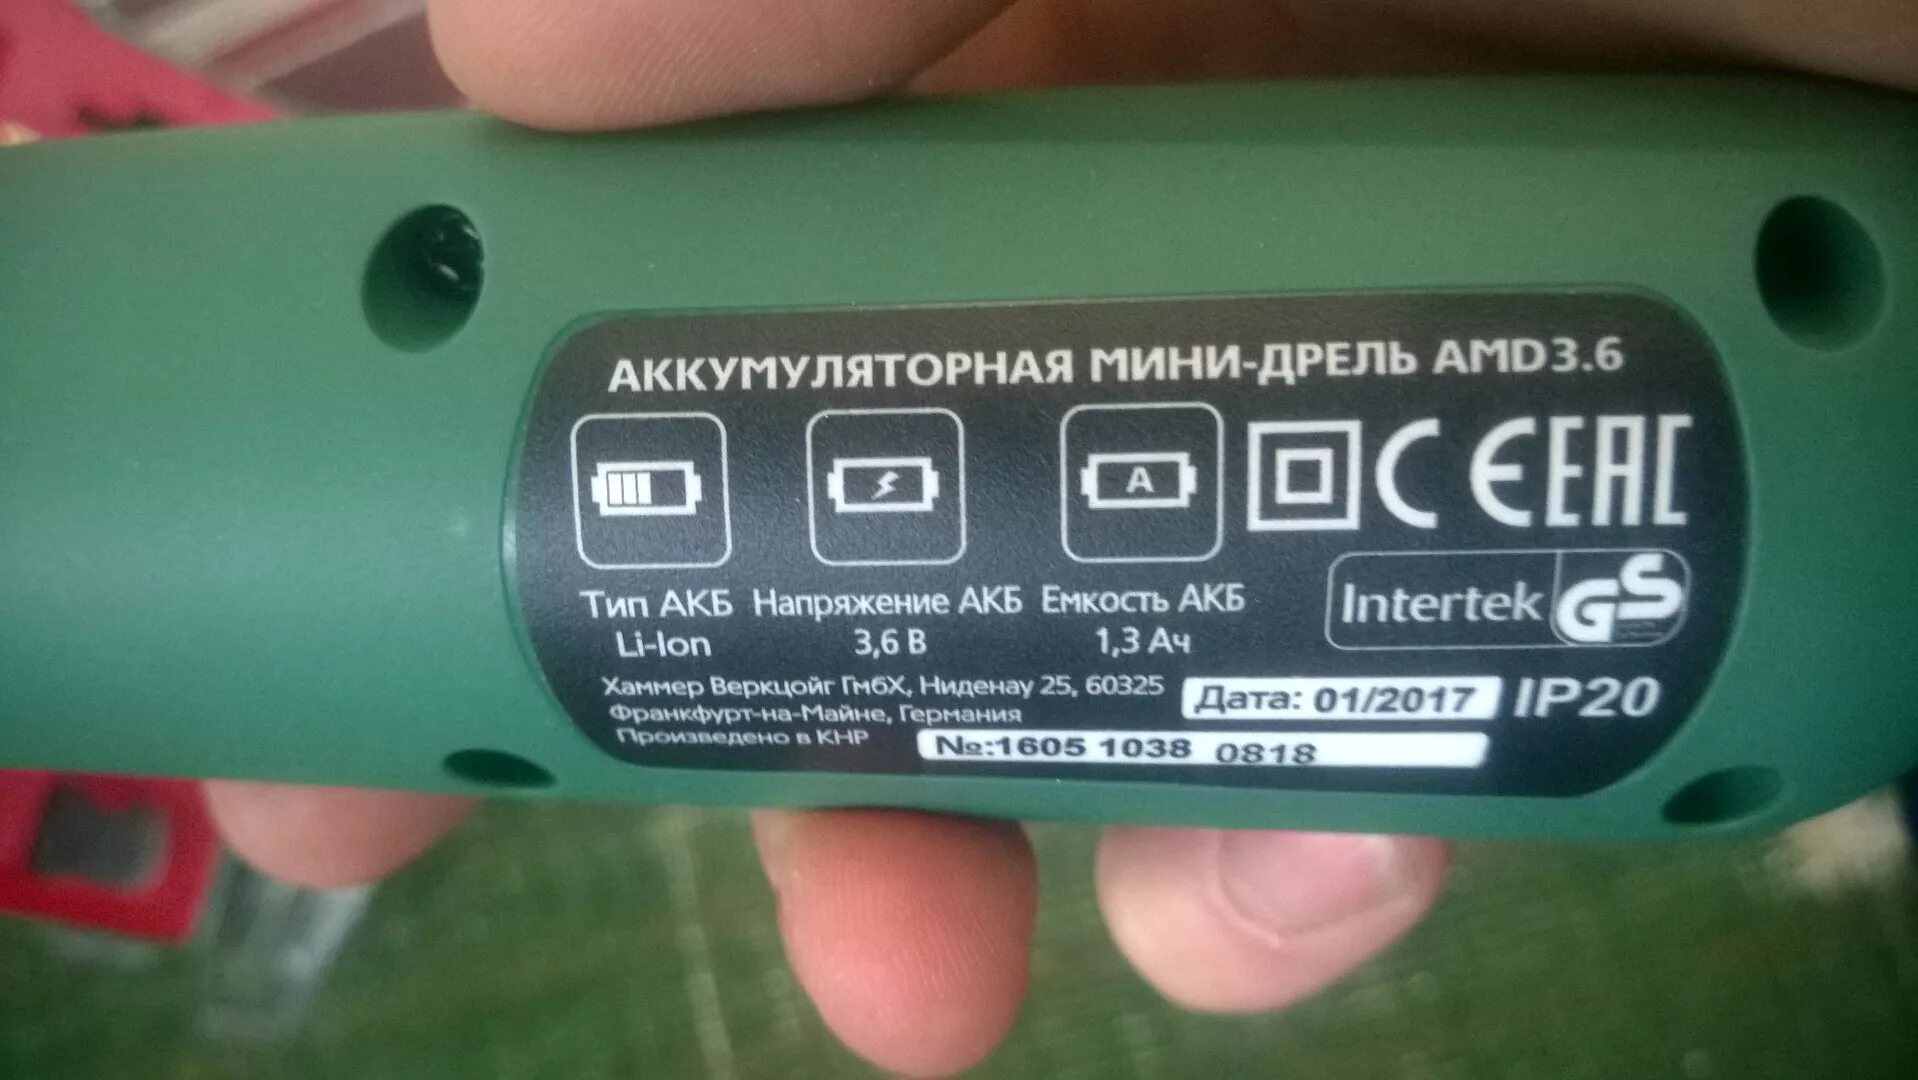 АККУМУЛЯТОРНАЯ МИНИ-ДРЕЛЬ AMD3.6
A
CE EAC
Тип АКБ Напряжение АКБ Емкость АКБ
Li-Ion 3,6 В 1,3 Ач
Intertek GS
Хаммер Веркцойг ГмбХ, Ниденау 25, 60325
Франкфурт-на-Майне, Германия
Произведено в КНР
Дата: 01/2017 IP20
№:1605 1038 0818